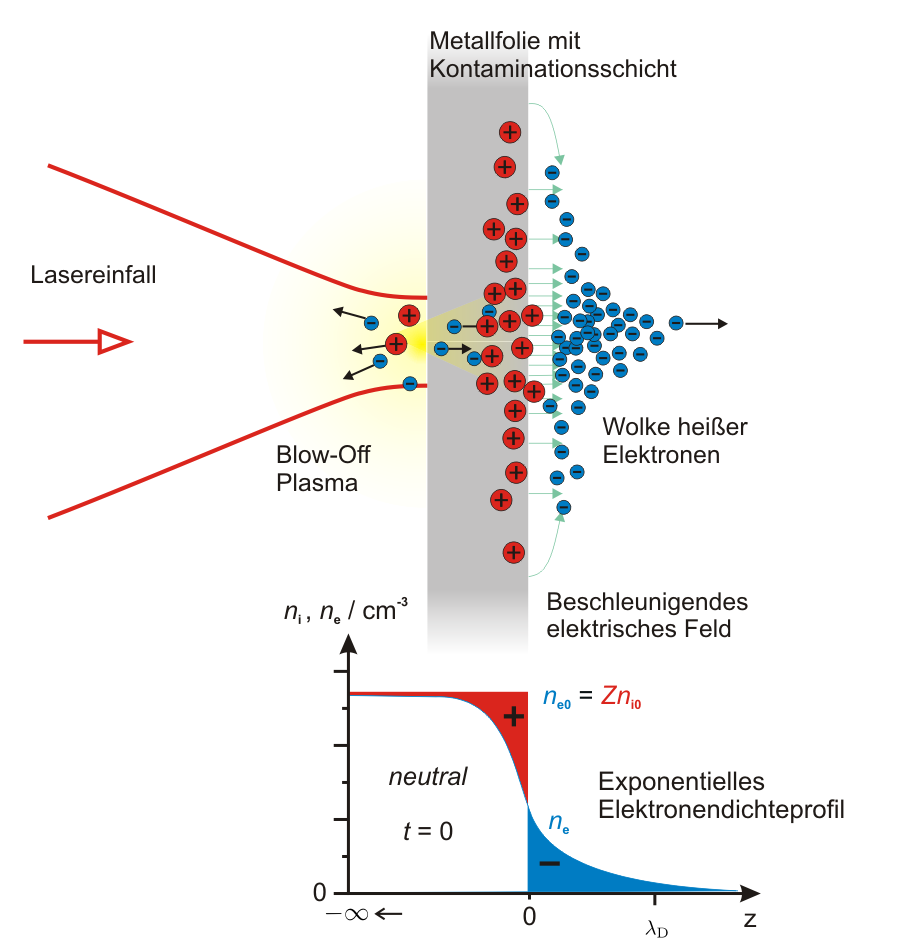 Metallfolie mit
Kontaminationsschicht
Lasereinfall
Blow-Off
Plasma
Wolke heißer
Elektronen
Beschleunigendes
elektrisches Feld
nᵢ, nₑ / cm⁻³
nₑ₀ = Znᵢ₀
neutral
t = 0
Exponentielles
Elektronendichteprofil
nₑ
0
−∞ ← 0 λD z